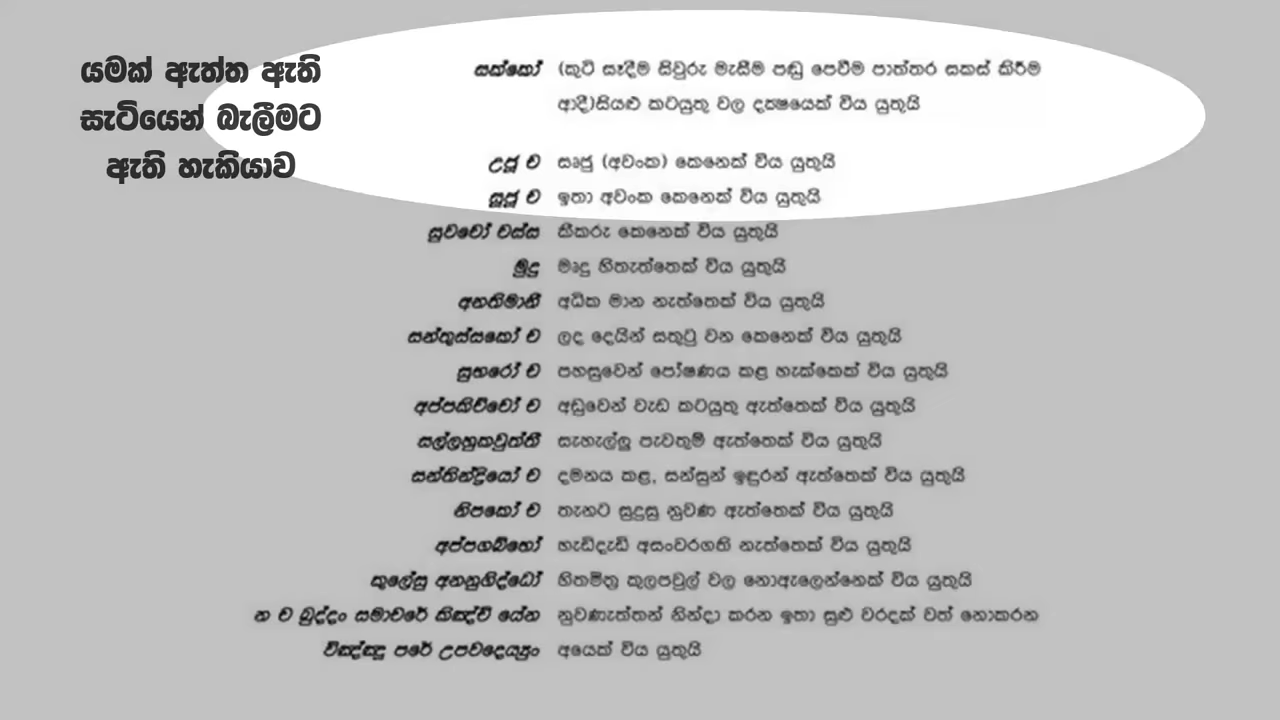 යමක් ඇත්ත ඇති
සැටියෙන් බැලීමට
ඇති හැකියාව
සක්කෝ (කුටි සෑදීම සිවුරු මැසීම පඬු පෙවීම පාත්තර සකස් කිරීම
ආදී)සියළු කටයුතු වල දක්‍ෂයෙක් විය යුතුයි
උජූ ච සෘජු (අවංක) කෙනෙක් විය යුතුයි
සූජූ ච ඉතා අවංක කෙනෙක් විය යුතුයි
සුවචෝ චස්ස කීකරු කෙනෙක් විය යුතුයි
මුදු මෘදු හිතැත්තෙක් විය යුතුයි
අනතිමානී අධික මාන නැත්තෙක් විය යුතුයි
සන්තුස්සකෝ ච ලද දෙයින් සතුටු වන කෙනෙක් විය යුතුයි
සුභරෝ ච පහසුවෙන් පෝෂණය කළ හැක්කෙක් විය යුතුයි
අප්පකිච්චෝ ච අඩුවෙන් වැඩ කටයුතු ඇත්තෙක් විය යුතුයි
සල්ලහුකවුත්තී සැහැල්ලු පැවතුම් ඇත්තෙක් විය යුතුයි
සන්තින්ද්‍රියෝ ච දමනය කළ, සන්සුන් ඉඳුරන් ඇත්තෙක් විය යුතුයි
නිපකෝ ච තැනට සුදුසු නුවණ ඇත්තෙක් විය යුතුයි
අප්පගබ්භෝ හැඩිදැඩි අසංවරගති නැත්තෙක් විය යුතුයි
කුලේසු අනනුගිද්ධෝ හිතමිත්‍ර කුලපවුල් වල නොඇලෙන්නෙක් විය යුතුයි
න ච ඛුද්දං සමාචරේ කිඤ්චි යේන නුවණැත්තන් නින්දා කරන ඉතා සුළු වරදක් වත් නොකරන
විඤ්ඤූ පරේ උපවදෙය්‍යුං අයෙක් විය යුතුයි